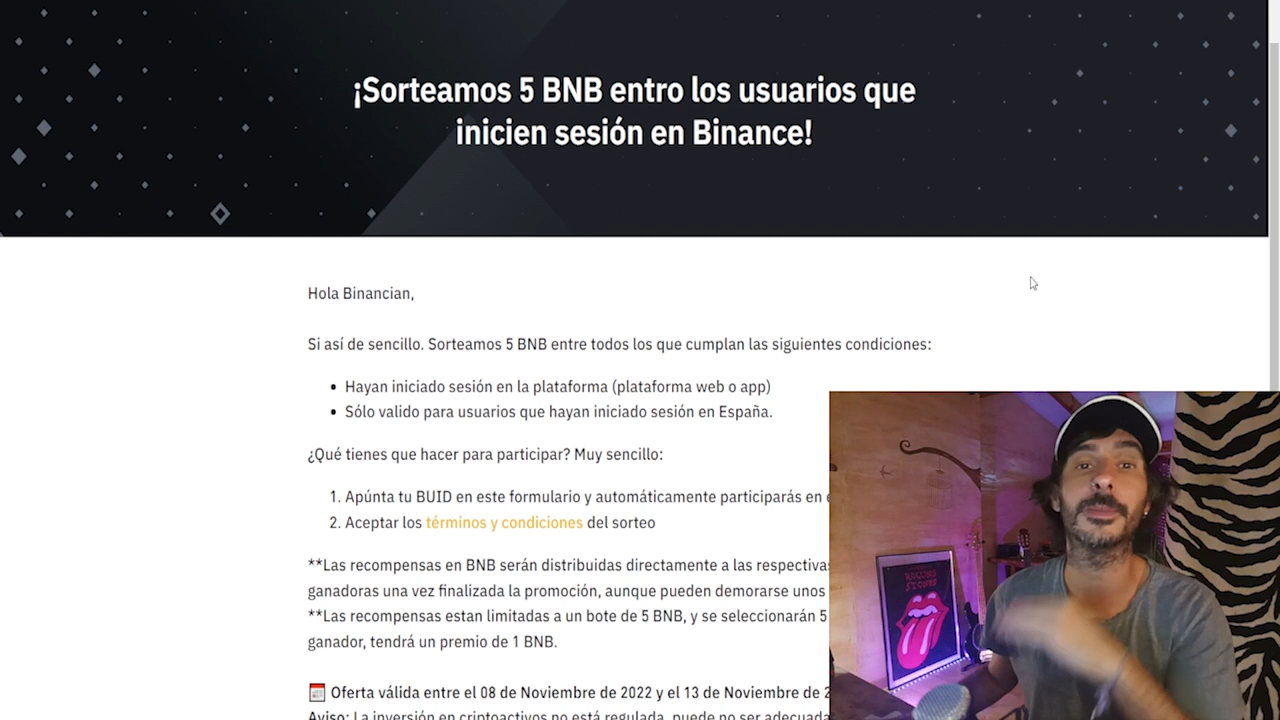 ¡Sorteamos 5 BNB entro los usuarios que
inicien sesión en Binance!
Hola Binancian,
Si así de sencillo. Sorteamos 5 BNB entre todos los que cumplan las siguientes condiciones:
• Hayan iniciado sesión en la plataforma (plataforma web o app)
• Sólo valido para usuarios que hayan iniciado sesión en España.
¿Qué tienes que hacer para participar? Muy sencillo:
1. Apúnta tu BUID en este formulario y automáticamente participarás en
2. Aceptar los términos y condiciones del sorteo
**Las recompensas en BNB serán distribuidas directamente a las respectivas
ganadoras una vez finalizada la promoción, aunque pueden demorarse unos
**Las recompensas estan limitadas a un bote de 5 BNB, y se seleccionarán 5
ganador, tendrá un premio de 1 BNB.
Oferta válida entre el 08 de Noviembre de 2022 y el 13 de Noviembre de 2
Aviso: La inversión en criptoactivos no está regulada, puede no ser adecuada
ROLLING
STONES